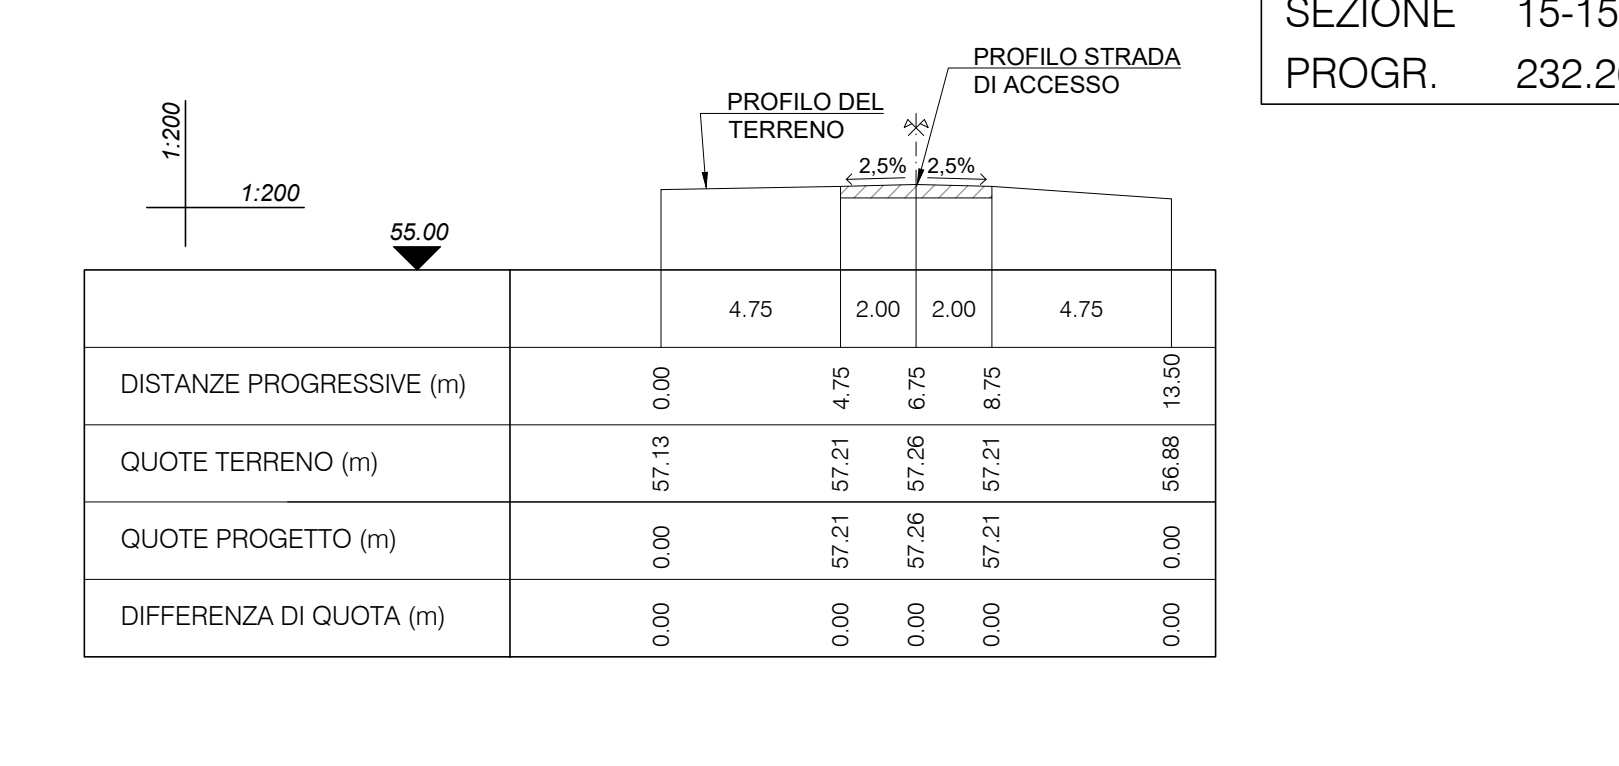 SEZIONE 15-15
PROGR. 232.20
PROFILO STRADA
DI ACCESSO
PROFILO DEL
TERRENO
1:200
1:200
2,5% 2,5%
55.00
4.75 2.00 2.00 4.75
DISTANZE PROGRESSIVE (m) 0.00 4.75 6.75 8.75 13.50
QUOTE TERRENO (m) 57.13 57.21 57.26 57.21 56.88
QUOTE PROGETTO (m) 0.00 57.21 57.26 57.21 0.00
DIFFERENZA DI QUOTA (m) 0.00 0.00 0.00 0.00 0.00